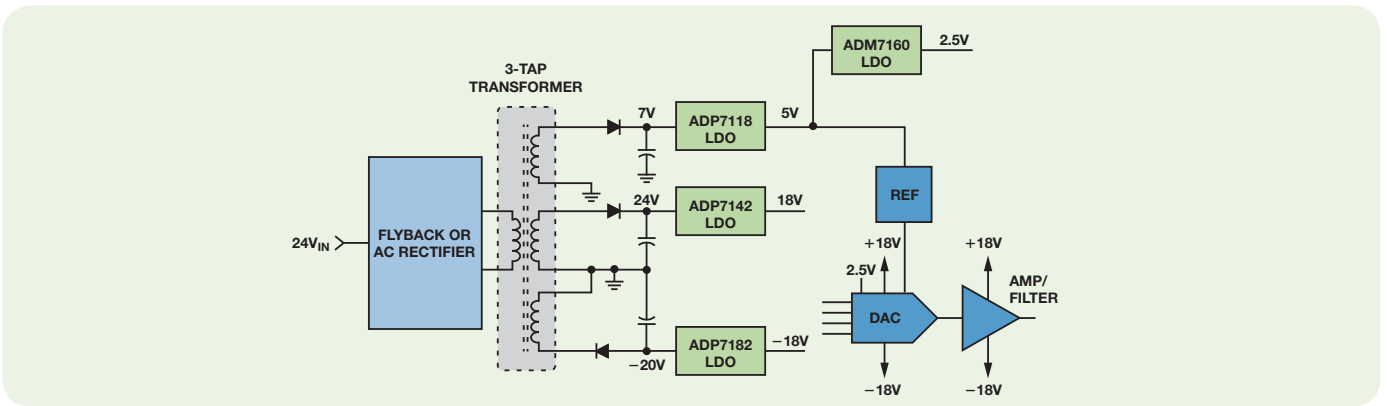 3-TAP
TRANSFORMER
24V_IN
FLYBACK OR
AC RECTIFIER
7V
ADP7118
LDO
5V
ADM7160
LDO
2.5V
24V
ADP7142
LDO
18V
−20V
ADP7182
LDO
−18V
REF
+18V
2.5V
DAC
−18V
+18V
AMP/
FILTER
−18V